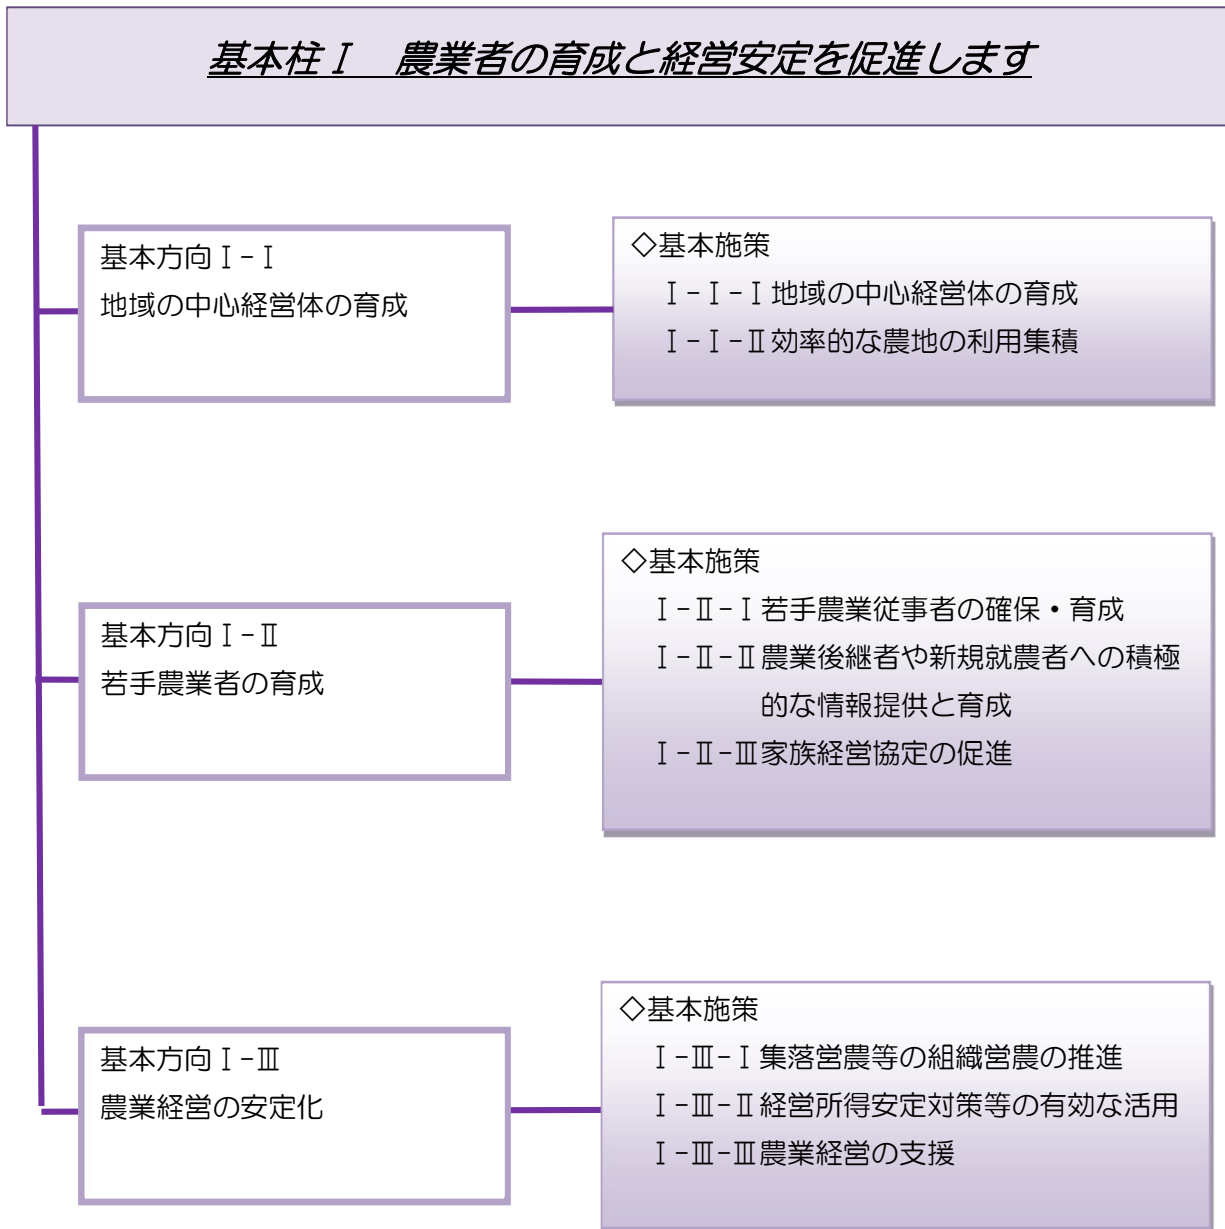 基本柱Ⅰ　農業者の育成と経営安定を促進します
基本方向Ⅰ-Ⅰ
地域の中心経営体の育成
◇基本施策
Ⅰ-Ⅰ-Ⅰ地域の中心経営体の育成
Ⅰ-Ⅰ-Ⅱ効率的な農地の利用集積
基本方向Ⅰ-Ⅱ
若手農業者の育成
◇基本施策
Ⅰ-Ⅱ-Ⅰ若手農業従事者の確保・育成
Ⅰ-Ⅱ-Ⅱ農業後継者や新規就農者への積極
的な情報提供と育成
Ⅰ-Ⅱ-Ⅲ家族経営協定の促進
基本方向Ⅰ-Ⅲ
農業経営の安定化
◇基本施策
Ⅰ-Ⅲ-Ⅰ集落営農等の組織営農の推進
Ⅰ-Ⅲ-Ⅱ経営所得安定対策等の有効な活用
Ⅰ-Ⅲ-Ⅲ農業経営の支援